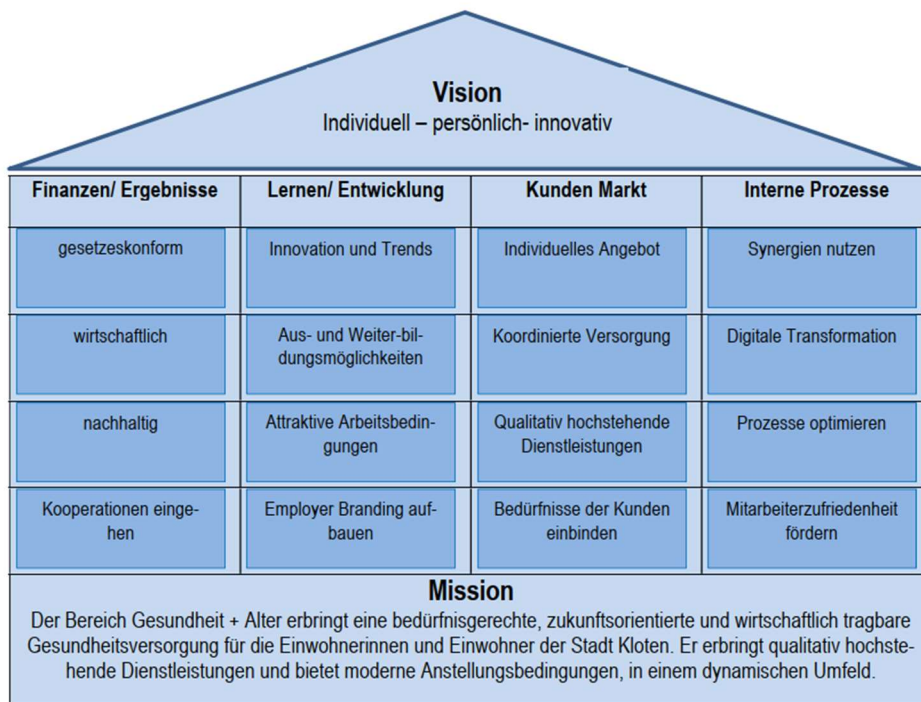 Vision
Individuell – persönlich- innovativ
Finanzen/ Ergebnisse
Lernen/ Entwicklung
Kunden Markt
Interne Prozesse
gesetzeskonform
Innovation und Trends
Individuelles Angebot
Synergien nutzen
wirtschaftlich
Aus- und Weiter-bil-
dungsmöglichkeiten
Koordinierte Versorgung
Digitale Transformation
nachhaltig
Attraktive Arbeitsbedin-
gungen
Qualitativ hochstehende
Dienstleistungen
Prozesse optimieren
Kooperationen einge-
hen
Employer Branding auf-
bauen
Bedürfnisse der Kunden
einbinden
Mitarbeiterzufriedenheit
fördern
Mission
Der Bereich Gesundheit + Alter erbringt eine bedürfnisgerechte, zukunftsorientierte und wirtschaftlich tragbare
Gesundheitsversorgung für die Einwohnerinnen und Einwohner der Stadt Kloten. Er erbringt qualitativ hochste-
hende Dienstleistungen und bietet moderne Anstellungsbedingungen, in einem dynamischen Umfeld.